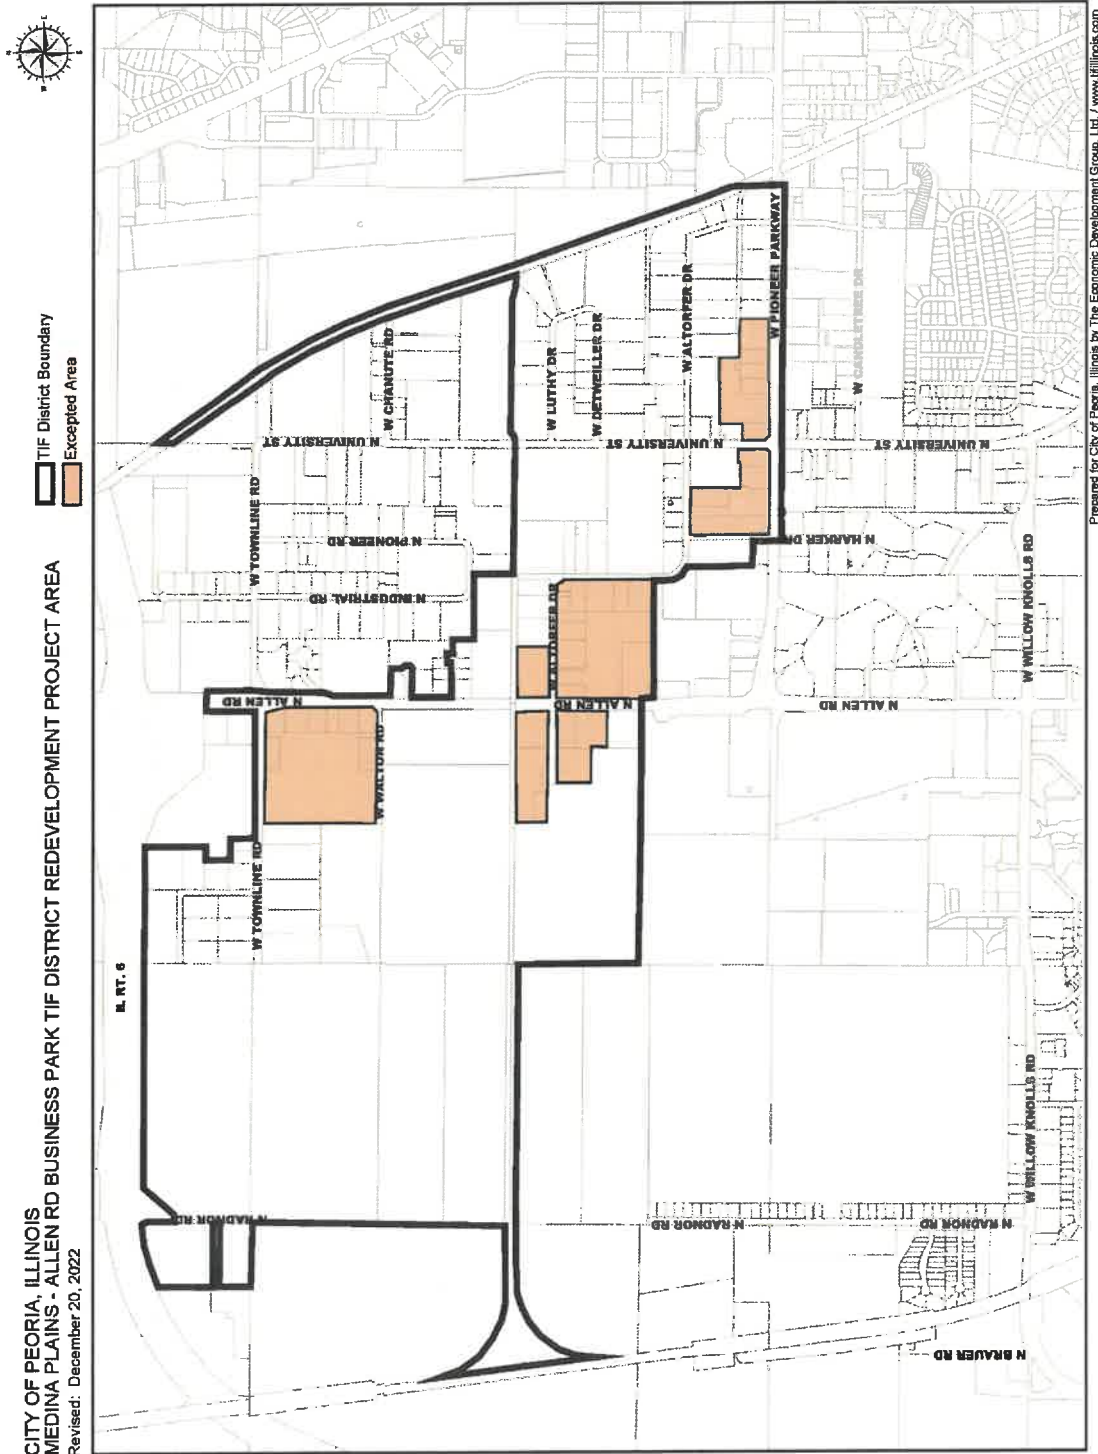 CITY OF PEORIA, ILLINOIS
MEDINA PLAINS - ALLEN RD BUSINESS PARK TIF DISTRICT REDEVELOPMENT PROJECT AREA
Revised: December 20, 2022
TIF District Boundary
Excepted Area
IL RT. 6
N RADNOR RD
W TOWNLINE RD
N ALLEN RD
W TOWNLINE RD
N INDUSTRIAL RD
N PIONEER RD
N UNIVERSITY ST
W CHANUTE RD
W WALTON RD
W ALTORFER DR
N ALLEN RD
W LUTHY DR
W DETWEILLER DR
N UNIVERSITY ST
W ALTORFER DR
W PIONEER PARKWAY
N RADNOR RD
N ALLEN RD
N HARKER DR
N UNIVERSITY ST
W CANDLETREE DR
N BRAUER RD
N RADNOR RD
W WILLOW KNOLLS RD
W WILLOW KNOLLS RD
Prepared for City of Peoria, Illinois by The Economic Development Group, Ltd. / www.tifillinois.com